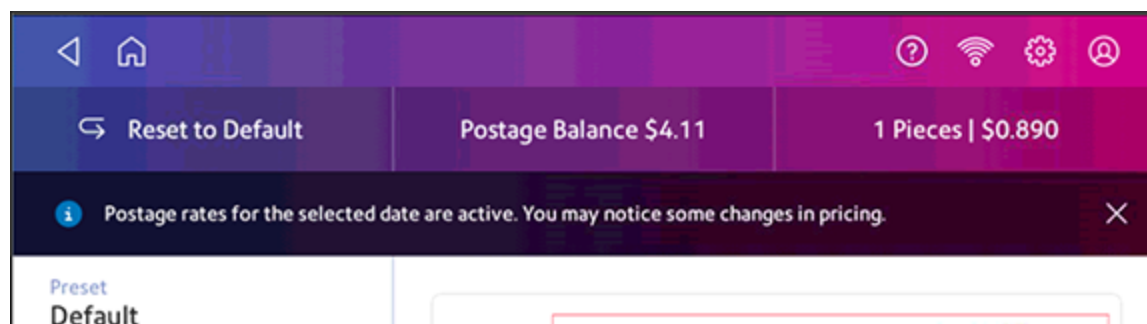 Reset to Default
Postage Balance $4.11
1 Pieces | $0.890
Postage rates for the selected date are active. You may notice some changes in pricing.
Preset
Default